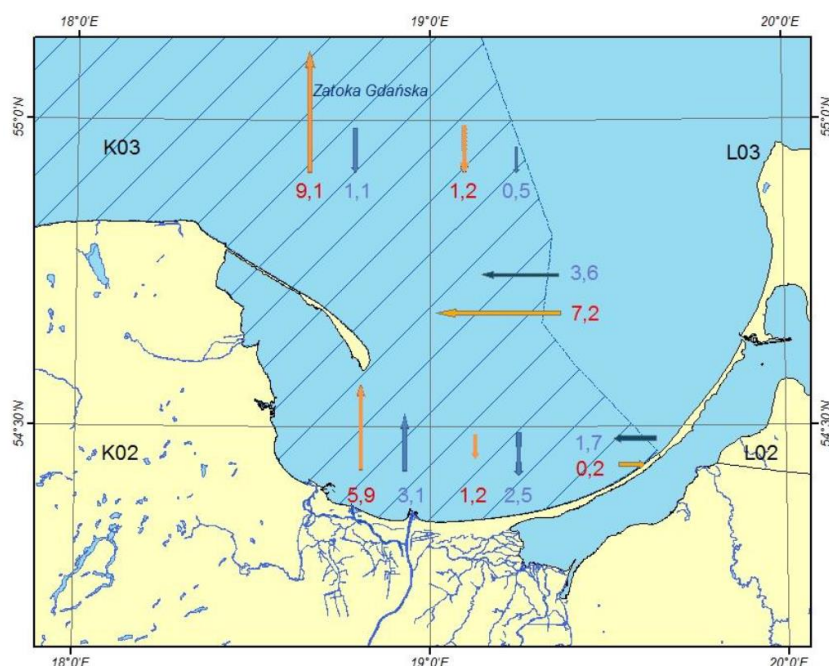 18°0'E 19°0'E 20°0'E
Zatoka Gdańska
55°0'N 55°0'N
K03 L03
9,1 1,1 1,2 0,5
3,6
7,2
54°30'N 54°30'N
K02 1,7 L02
0,2
5,9 3,1 1,2 2,5
18°0'E 19°0'E 20°0'E